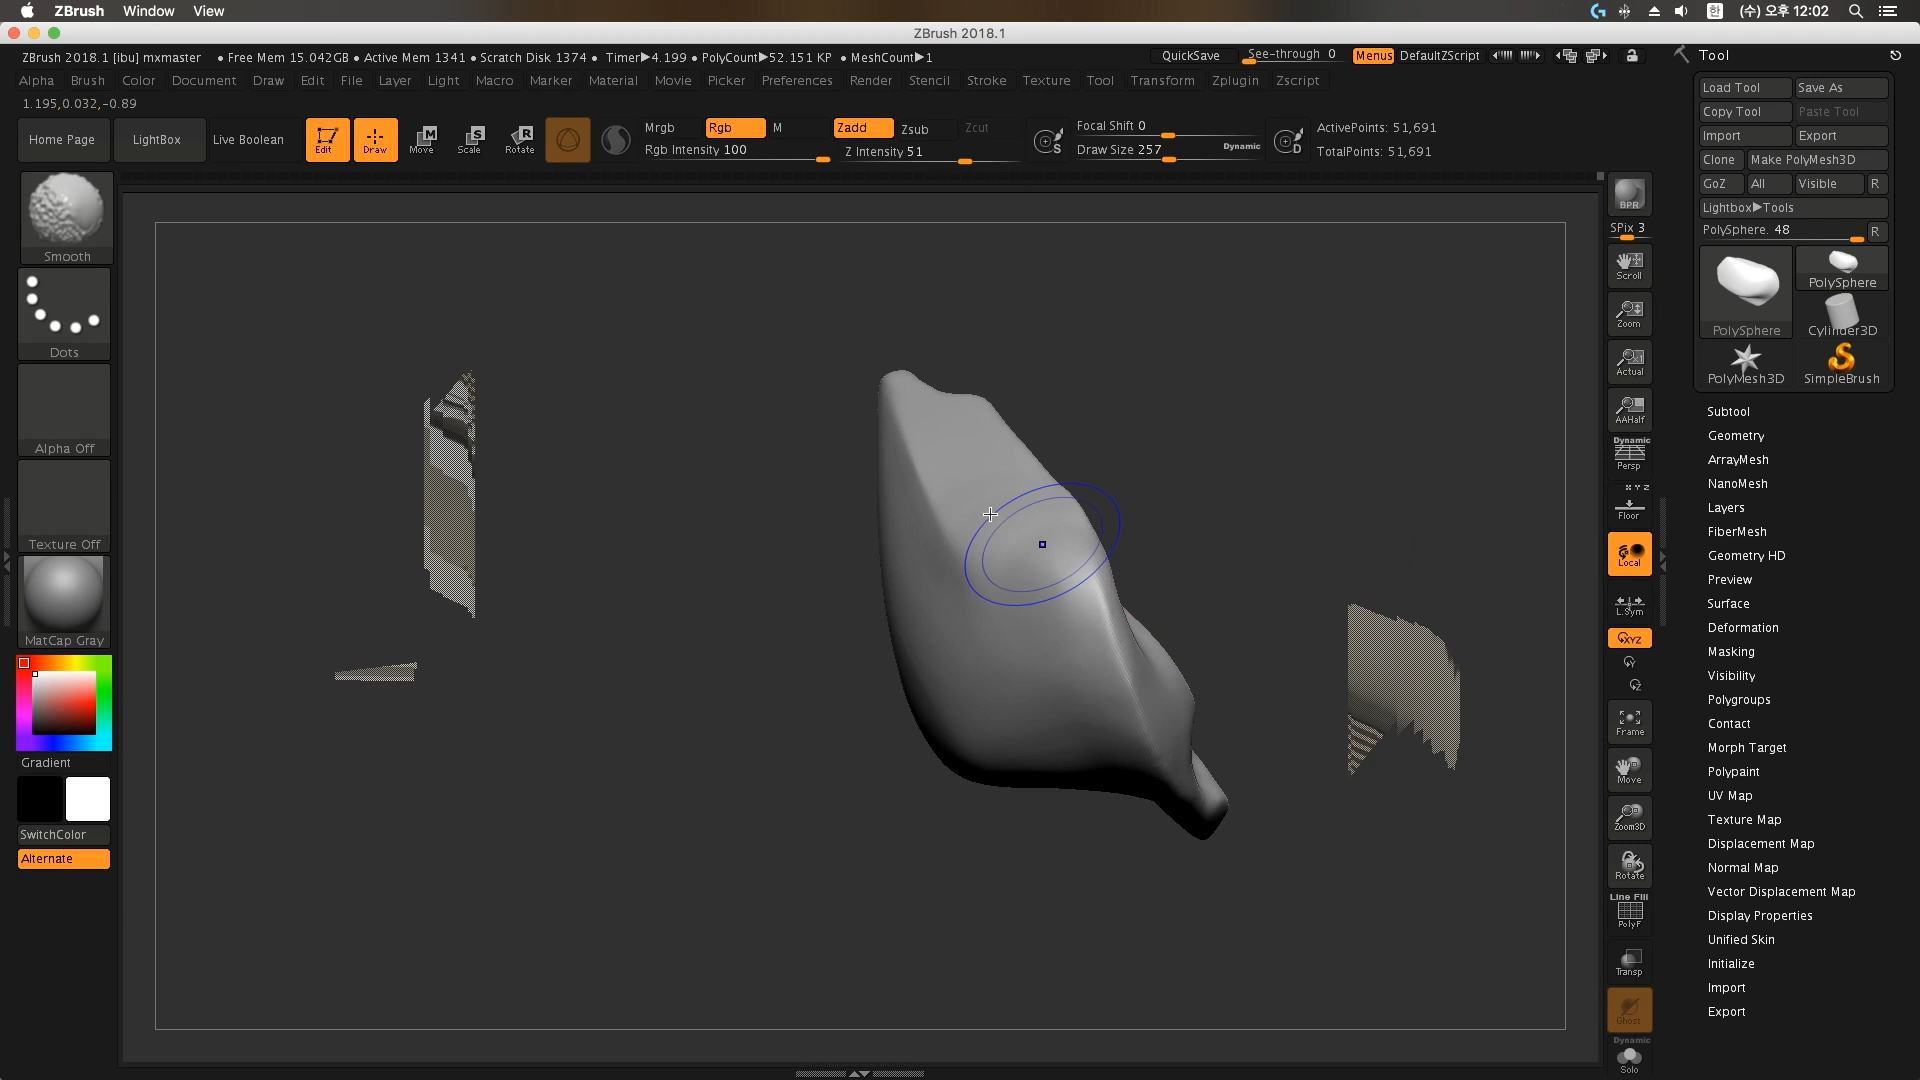 ZBrush Window View (수) 오후 12:02
ZBrush 2018.1
ZBrush 2018.1 [ibu] mxmaster • Free Mem 15.042GB • Active Mem 1341 • Scratch Disk 1374 • Timer▶4.199 • PolyCount▶52.151 KP • MeshCount▶1 QuickSave See-through 0 Menus DefaultZScript Tool
Alpha Brush Color Document Draw Edit File Layer Light Macro Marker Material Movie Picker Preferences Render Stencil Stroke Texture Tool Transform Zplugin Zscript
1.195,0.032,-0.89
Home Page LightBox Live Boolean Edit Draw Move Scale Rotate
Mrgb Rgb M Zadd Zsub Zcut
Rgb Intensity 100 Z Intensity 51
S Focal Shift 0
Draw Size 257 Dynamic D
ActivePoints: 51,691
TotalPoints: 51,691
Smooth
Dots
Alpha Off
Texture Off
MatCap Gray
Gradient
SwitchColor
Alternate
BPR
SPix 3
Scroll
Zoom
Actual
AAHalf
Dynamic
Persp
X Y Z
Floor
Local
L.Sym
XYZ
Y
Z
Frame
Move
Zoom3D
Rotate
Line Fill
PolyF
Transp
Ghost
Dynamic
Solo
Load Tool Save As
Copy Tool Paste Tool
Import Export
Clone Make PolyMesh3D
GoZ All Visible R
Lightbox▶Tools
PolySphere. 48 R
PolySphere
PolySphere Cylinder3D
PolyMesh3D SimpleBrush
Subtool
Geometry
ArrayMesh
NanoMesh
Layers
FiberMesh
Geometry HD
Preview
Surface
Deformation
Masking
Visibility
Polygroups
Contact
Morph Target
Polypaint
UV Map
Texture Map
Displacement Map
Normal Map
Vector Displacement Map
Display Properties
Unified Skin
Initialize
Import
Export